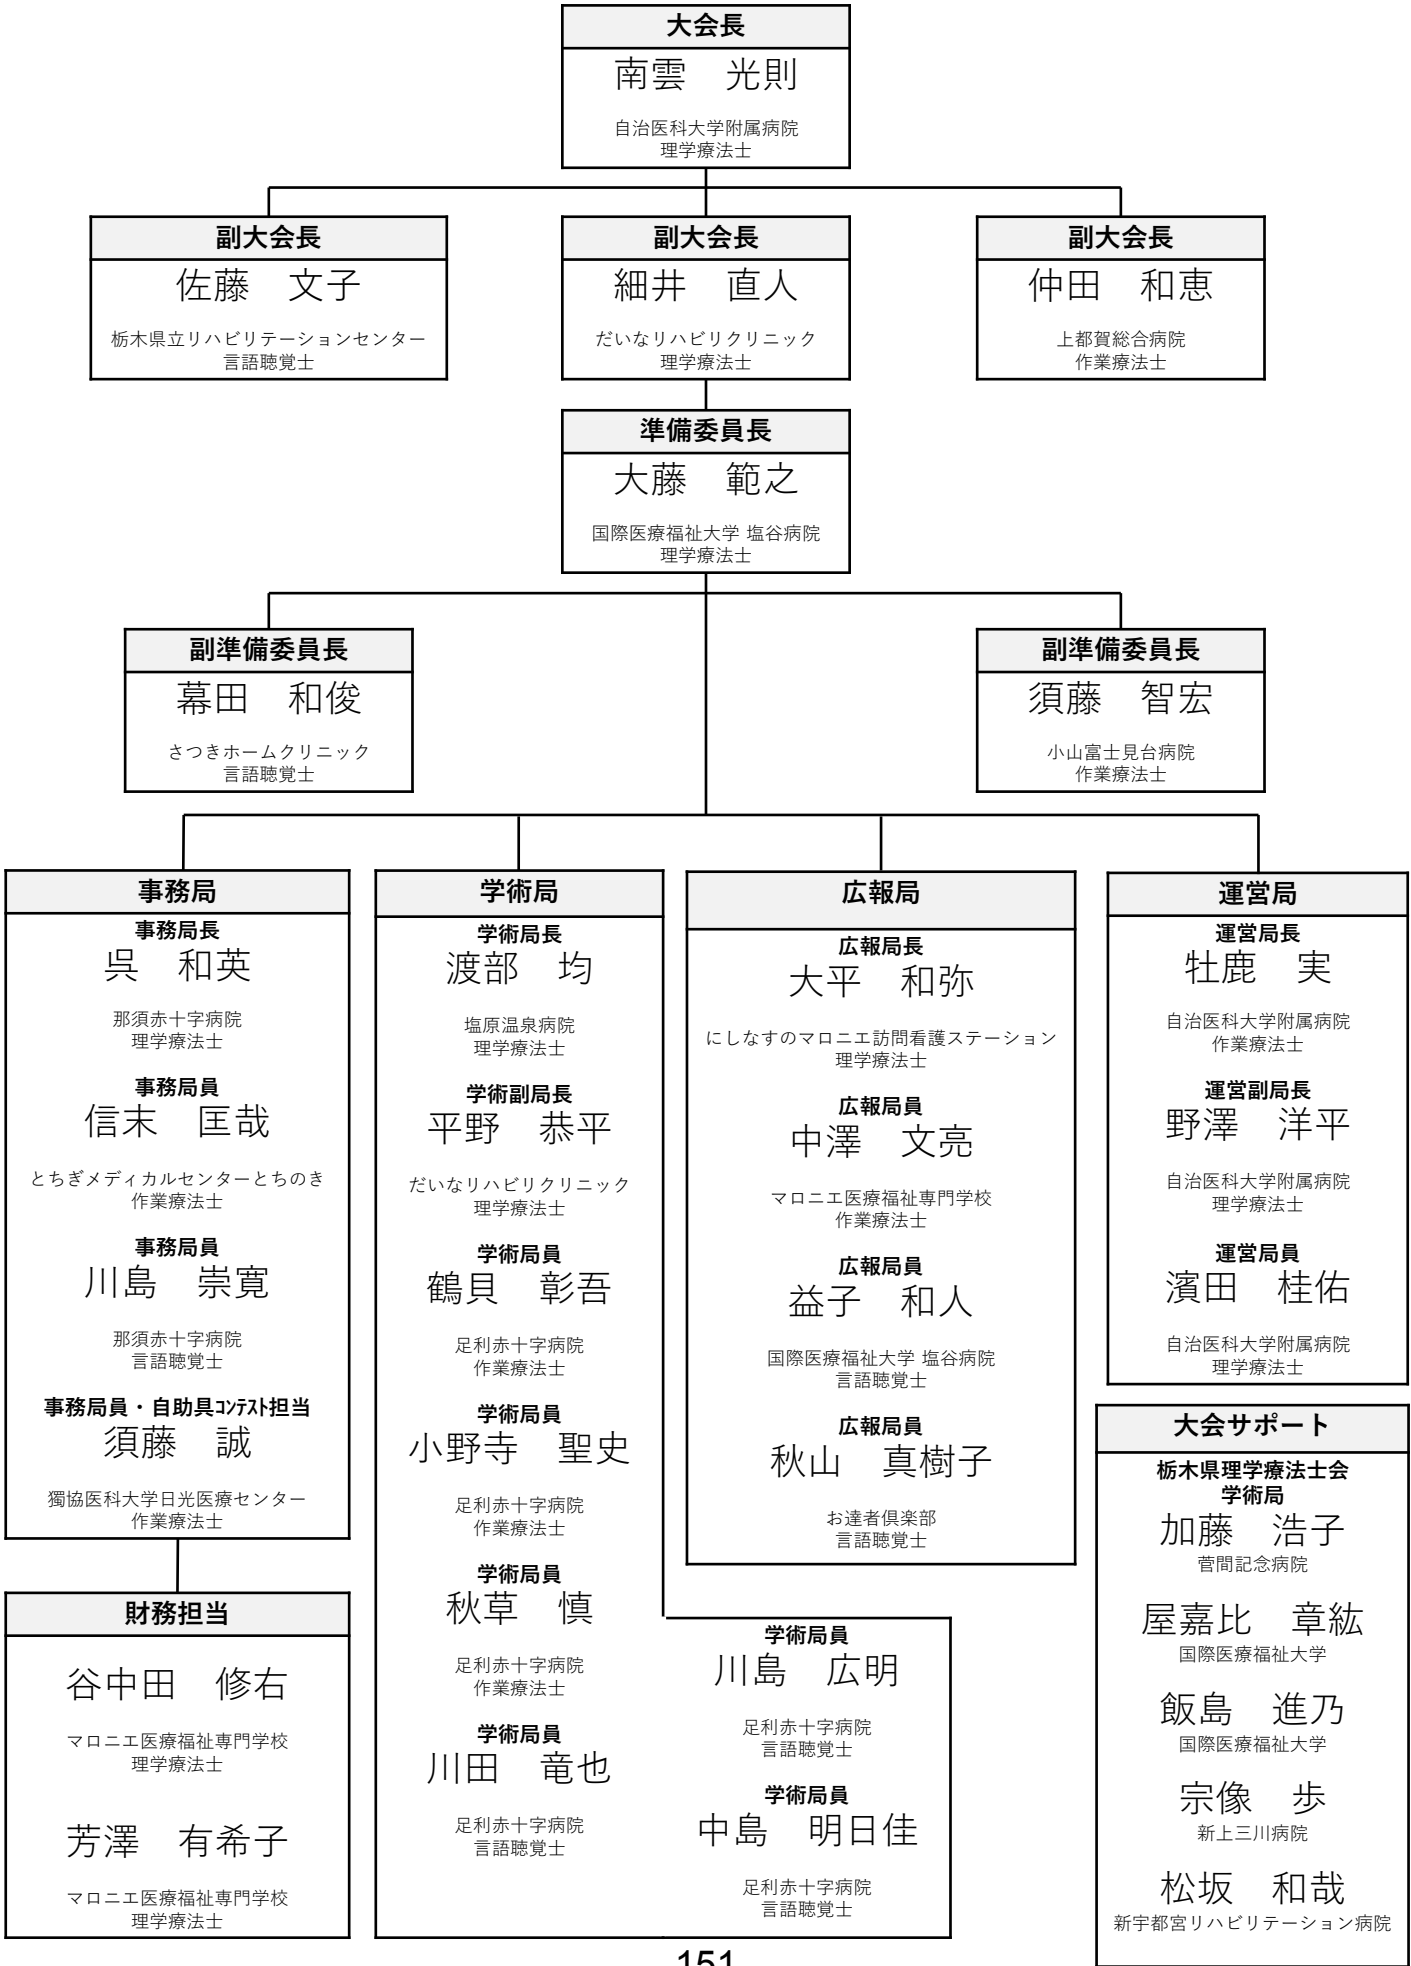 大会長
南雲　光則
自治医科大学附属病院
理学療法士
副大会長
佐藤　文子
栃木県立リハビリテーションセンター
言語聴覚士
副大会長
細井　直人
だいなリハビリクリニック
理学療法士
副大会長
仲田　和恵
上都賀総合病院
作業療法士
準備委員長
大藤　範之
国際医療福祉大学 塩谷病院
理学療法士
副準備委員長
幕田　和俊
さつきホームクリニック
言語聴覚士
副準備委員長
須藤　智宏
小山富士見台病院
作業療法士
事務局
事務局長
呉　和英
那須赤十字病院
理学療法士
事務局員
信末　匡哉
とちぎメディカルセンターとちのき
作業療法士
事務局員
川島　崇寛
那須赤十字病院
言語聴覚士
事務局員・自助具ｺﾝﾃｽﾄ担当
須藤　誠
獨協医科大学日光医療センター
作業療法士
財務担当
谷中田　修右
マロニエ医療福祉専門学校
理学療法士
芳澤　有希子
マロニエ医療福祉専門学校
理学療法士
学術局
学術局長
渡部　均
塩原温泉病院
理学療法士
学術副局長
平野　恭平
だいなリハビリクリニック
理学療法士
学術局員
鶴見　彰吾
足利赤十字病院
作業療法士
学術局員
小野寺　聖史
足利赤十字病院
作業療法士
学術局員
秋草　慎
足利赤十字病院
作業療法士
学術局員
川田　竜也
足利赤十字病院
言語聴覚士
学術局員
川島　広明
足利赤十字病院
言語聴覚士
学術局員
中島　明日佳
足利赤十字病院
言語聴覚士
広報局
広報局長
大平　和弥
にしなすのマロニエ訪問看護ステーション
理学療法士
広報局員
中澤　文亮
マロニエ医療福祉専門学校
作業療法士
広報局員
益子　和人
国際医療福祉大学 塩谷病院
言語聴覚士
広報局員
秋山　真樹子
お達者倶楽部
言語聴覚士
運営局
運営局長
牡鹿　実
自治医科大学附属病院
作業療法士
運営副局長
野澤　洋平
自治医科大学附属病院
理学療法士
運営局員
濱田　桂佑
自治医科大学附属病院
理学療法士
大会サポート
栃木県理学療法士会
学術局
加藤　浩子
菅間記念病院
屋嘉比　章紘
国際医療福祉大学
飯島　進乃
国際医療福祉大学
宗像　歩
新上三川病院
松坂　和哉
新宇都宮リハビリテーション病院
151